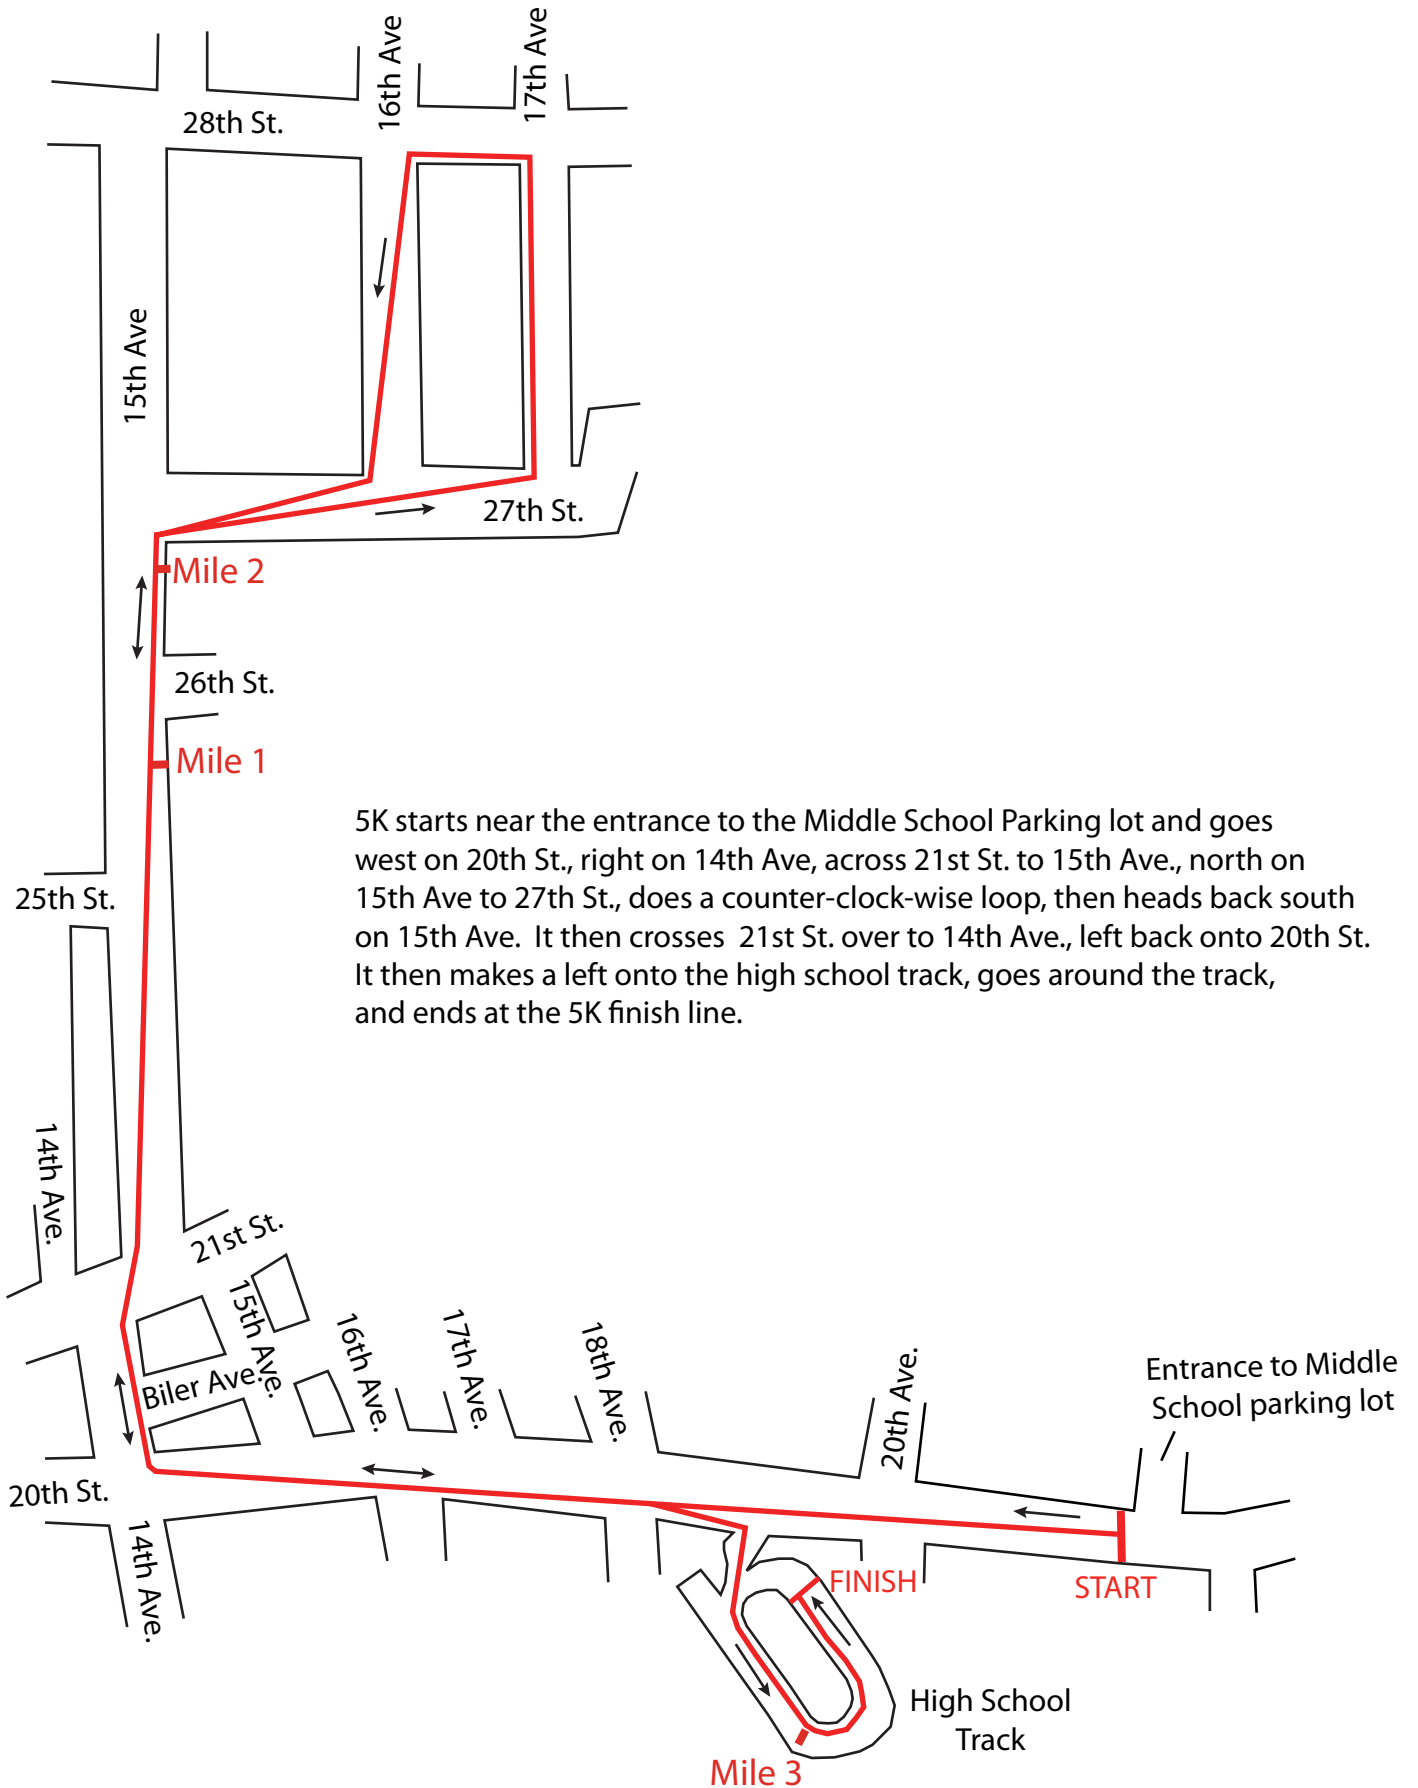 16th Ave
17th Ave
28th St.
15th Ave
27th St.
Mile 2
26th St.
Mile 1
5K starts near the entrance to the Middle School Parking lot and goes
west on 20th St., right on 14th Ave, across 21st St. to 15th Ave., north on
15th Ave to 27th St., does a counter-clock-wise loop, then heads back south
on 15th Ave. It then crosses 21st St. over to 14th Ave., left back onto 20th St.
It then makes a left onto the high school track, goes around the track,
and ends at the 5K finish line.
25th St.
14th Ave.
21st St.
15th Ave.
16th Ave.
17th Ave.
18th Ave.
20th Ave.
Entrance to Middle
School parking lot
Biler Ave.
20th St.
14th Ave.
FINISH
START
High School
Track
Mile 3